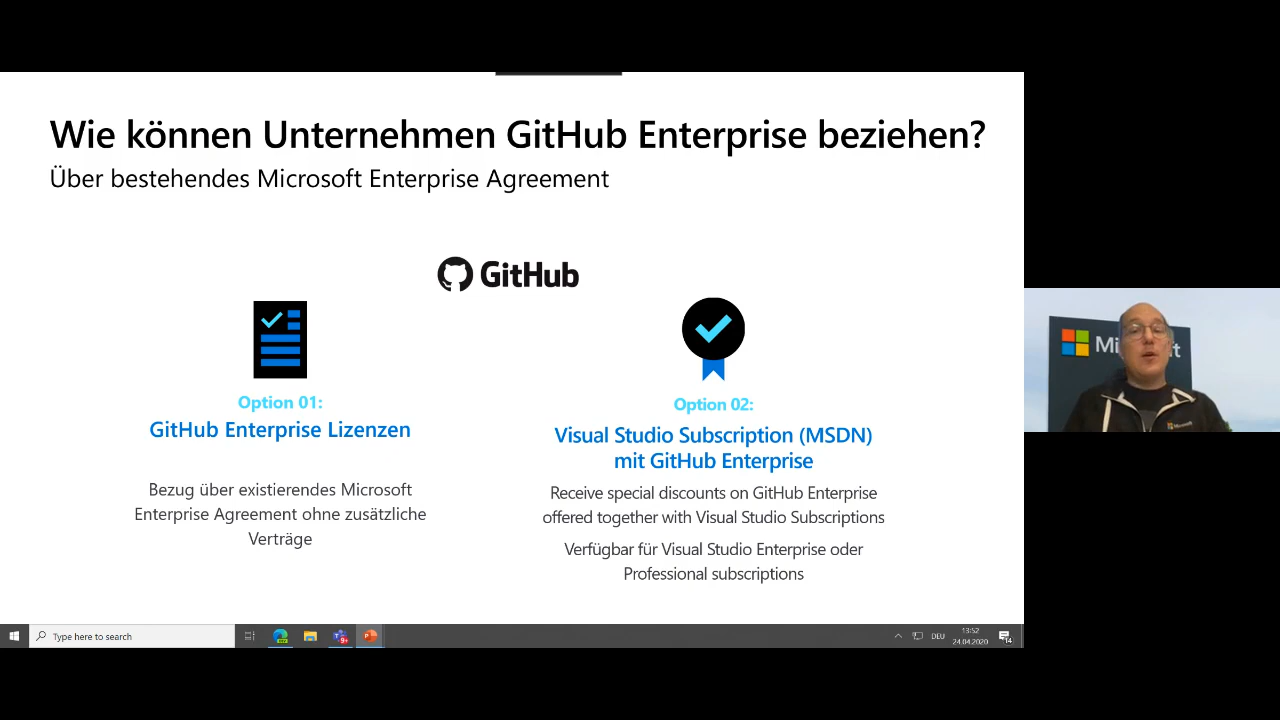 Wie können Unternehmen GitHub Enterprise beziehen?
Über bestehendes Microsoft Enterprise Agreement
GitHub
Option 01:
GitHub Enterprise Lizenzen
Bezug über existierendes Microsoft
Enterprise Agreement ohne zusätzliche
Verträge
Option 02:
Visual Studio Subscription (MSDN)
mit GitHub Enterprise
Receive special discounts on GitHub Enterprise
offered together with Visual Studio Subscriptions
Verfügbar für Visual Studio Enterprise oder
Professional subscriptions
Type here to search
9+
DEU
13:52
24.04.2020
14
Microsoft